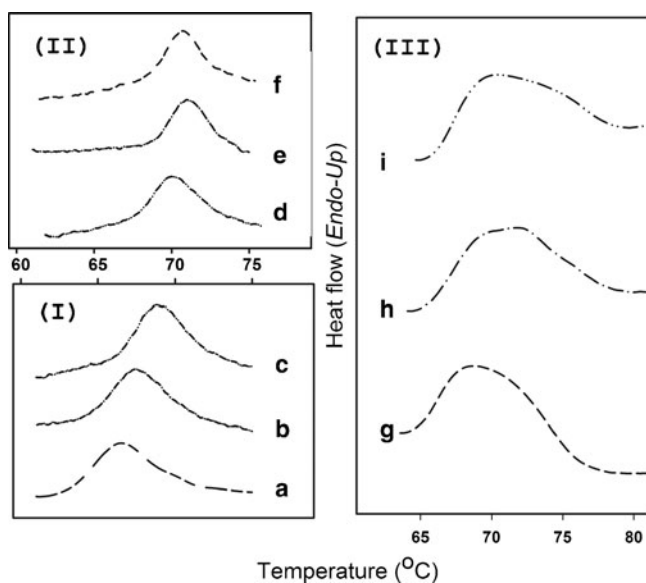 (II)
f
e
d
60 65 70 75
(I)
c
b
a
Heat flow (Endo-Up)
(III)
i
h
g
65 70 75 80
Temperature (°C)